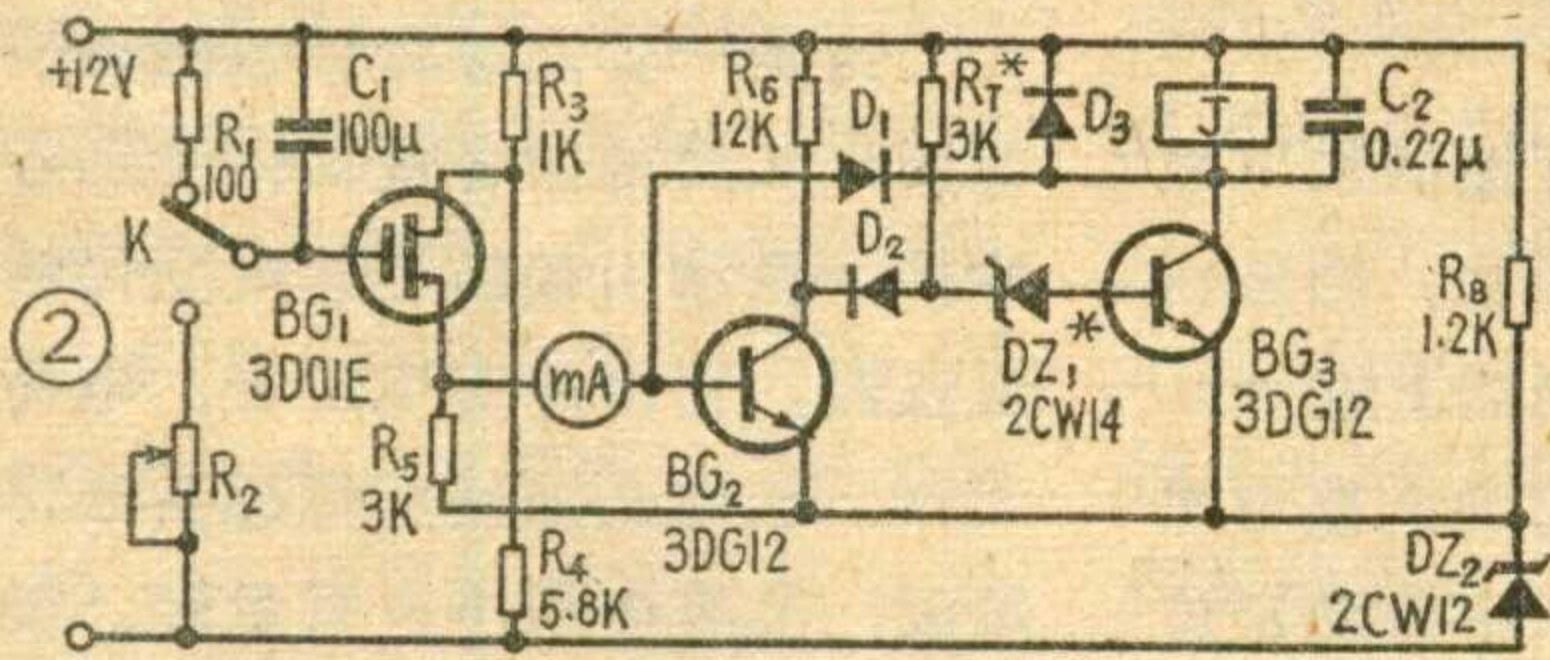 +12V
R₁
100
C₁
100μ
R₃
1K
R₆
12K
D₁
R_T*
3K
D₃
J
C₂
0.22μ
K
D₂
②
BG₁
3D01E
mA
DZ₁*
2CW14
BG₃
3DG12
R₈
1.2K
R₂
R₅
3K
BG₂
3DG12
R₄
5.8K
DZ₂
2CW12